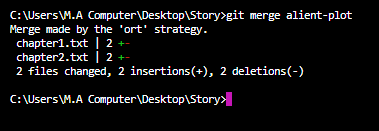 C:\Users\M.A Computer\Desktop\Story>git merge alient-plot
Merge made by the 'ort' strategy.
 chapter1.txt | 2 +-
 chapter2.txt | 2 +-
 2 files changed, 2 insertions(+), 2 deletions(-)
C:\Users\M.A Computer\Desktop\Story>